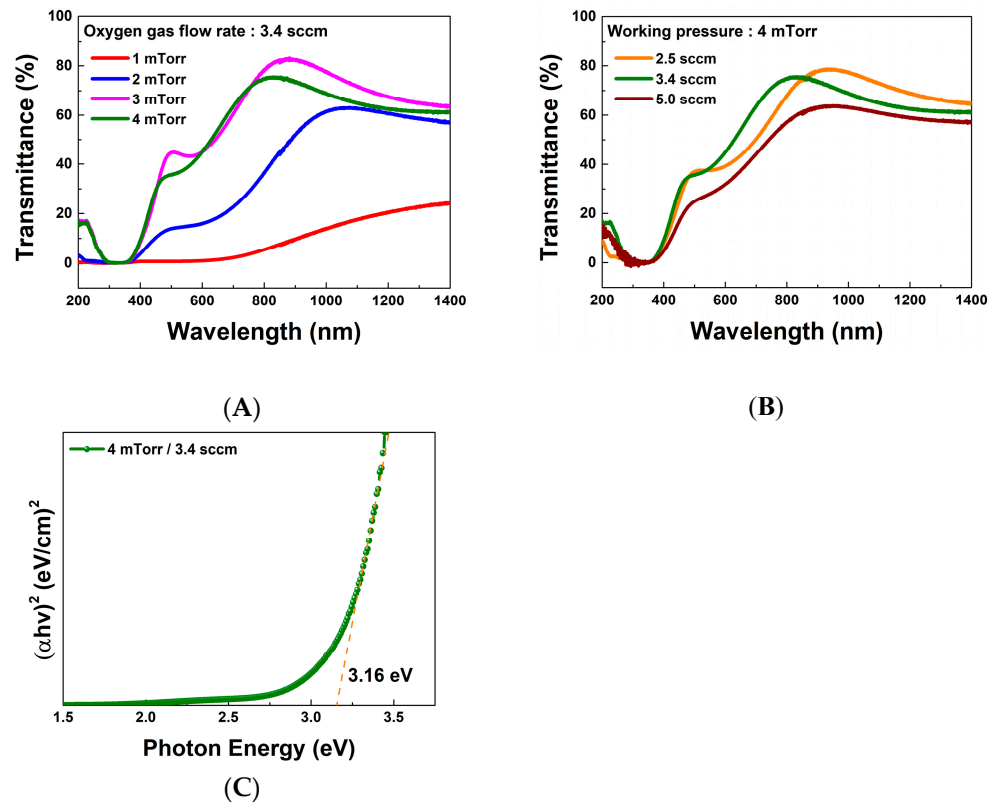 Oxygen gas flow rate : 3.4 sccm
1 mTorr
2 mTorr
3 mTorr
4 mTorr
Transmittance (%)
100
80
60
40
20
0
200 400 600 800 1000 1200 1400
Wavelength (nm)
(A)
Working pressure : 4 mTorr
2.5 sccm
3.4 sccm
5.0 sccm
Transmittance (%)
100
80
60
40
20
0
200 400 600 800 1000 1200 1400
Wavelength (nm)
(B)
4 mTorr / 3.4 sccm
(αhν)² (eV/cm)²
3.16 eV
1.5 2.0 2.5 3.0 3.5
Photon Energy (eV)
(C)